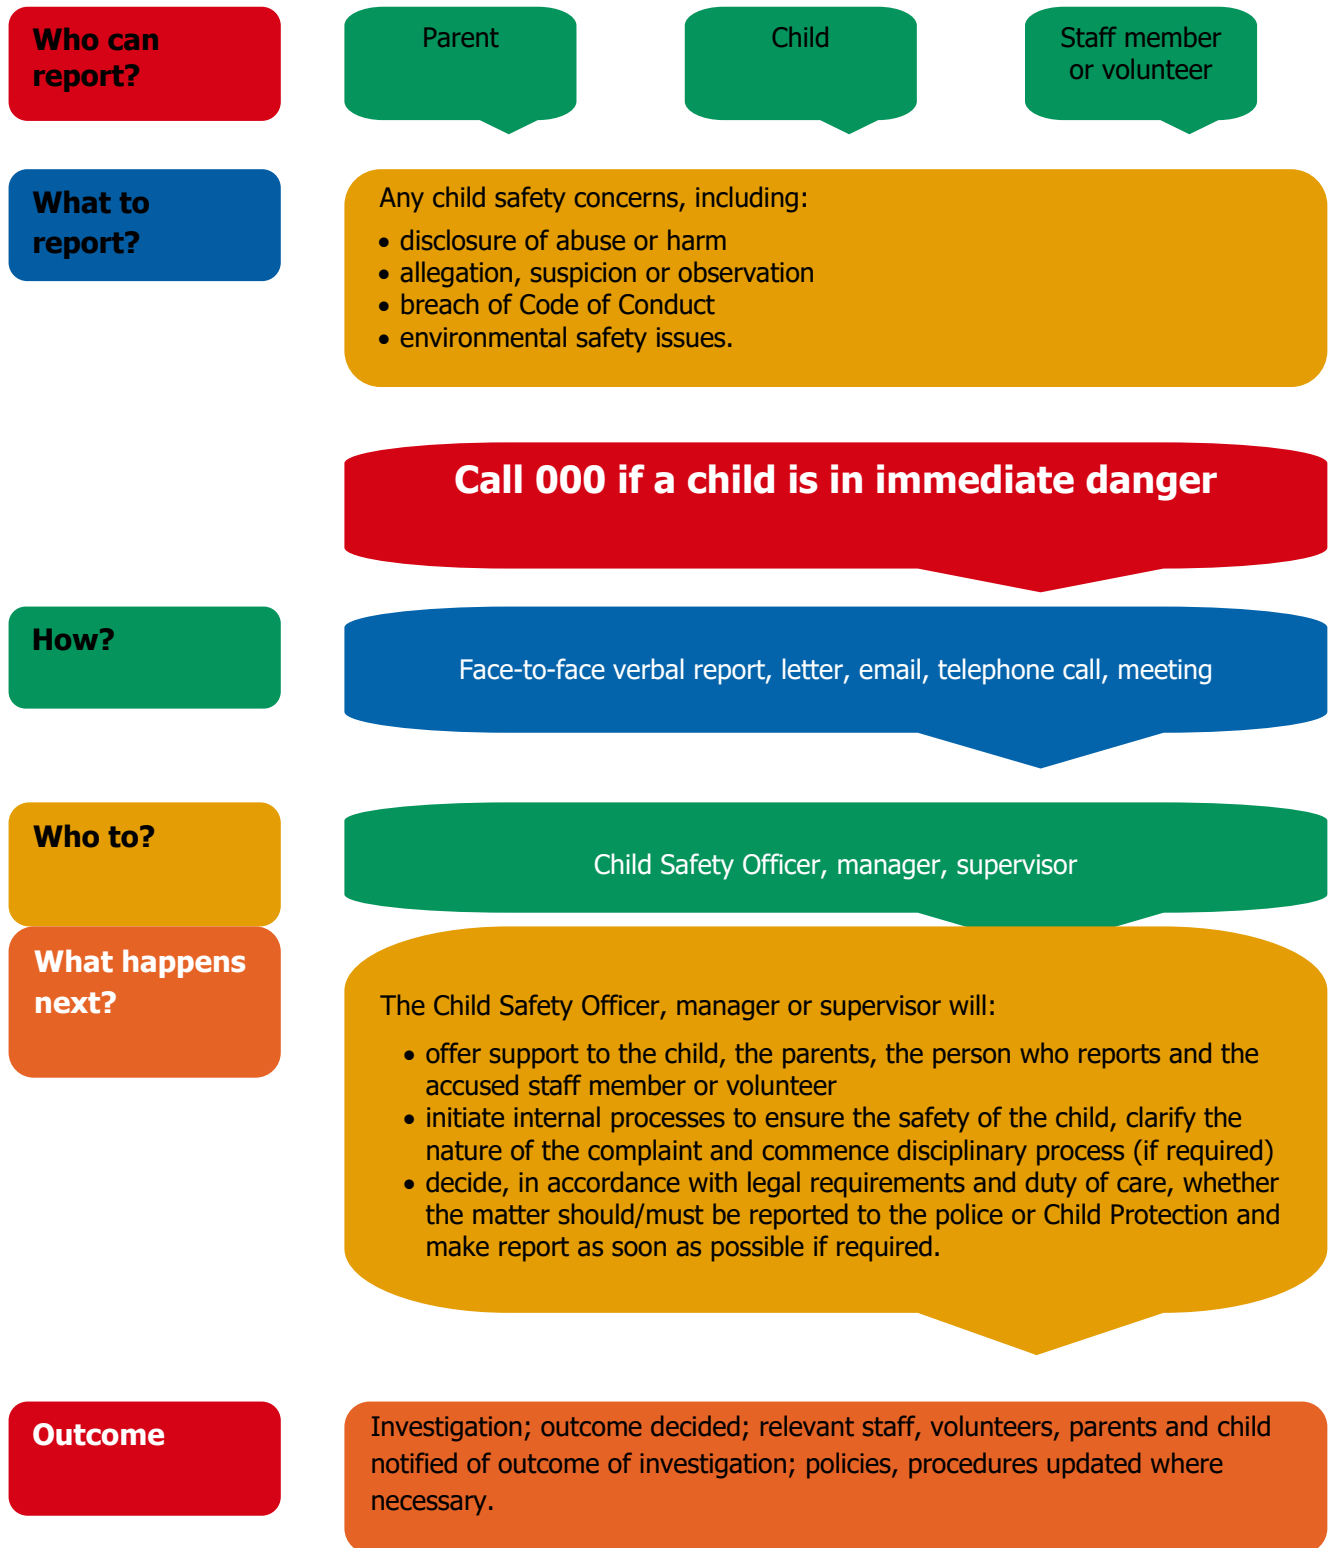 Who can
report?
Parent
Child
Staff member
or volunteer
What to
report?
Any child safety concerns, including:
• disclosure of abuse or harm
• allegation, suspicion or observation
• breach of Code of Conduct
• environmental safety issues.
Call 000 if a child is in immediate danger
How?
Face-to-face verbal report, letter, email, telephone call, meeting
Who to?
Child Safety Officer, manager, supervisor
What happens
next?
The Child Safety Officer, manager or supervisor will:
• offer support to the child, the parents, the person who reports and the
accused staff member or volunteer
• initiate internal processes to ensure the safety of the child, clarify the
nature of the complaint and commence disciplinary process (if required)
• decide, in accordance with legal requirements and duty of care, whether
the matter should/must be reported to the police or Child Protection and
make report as soon as possible if required.
Outcome
Investigation; outcome decided; relevant staff, volunteers, parents and child
notified of outcome of investigation; policies, procedures updated where
necessary.